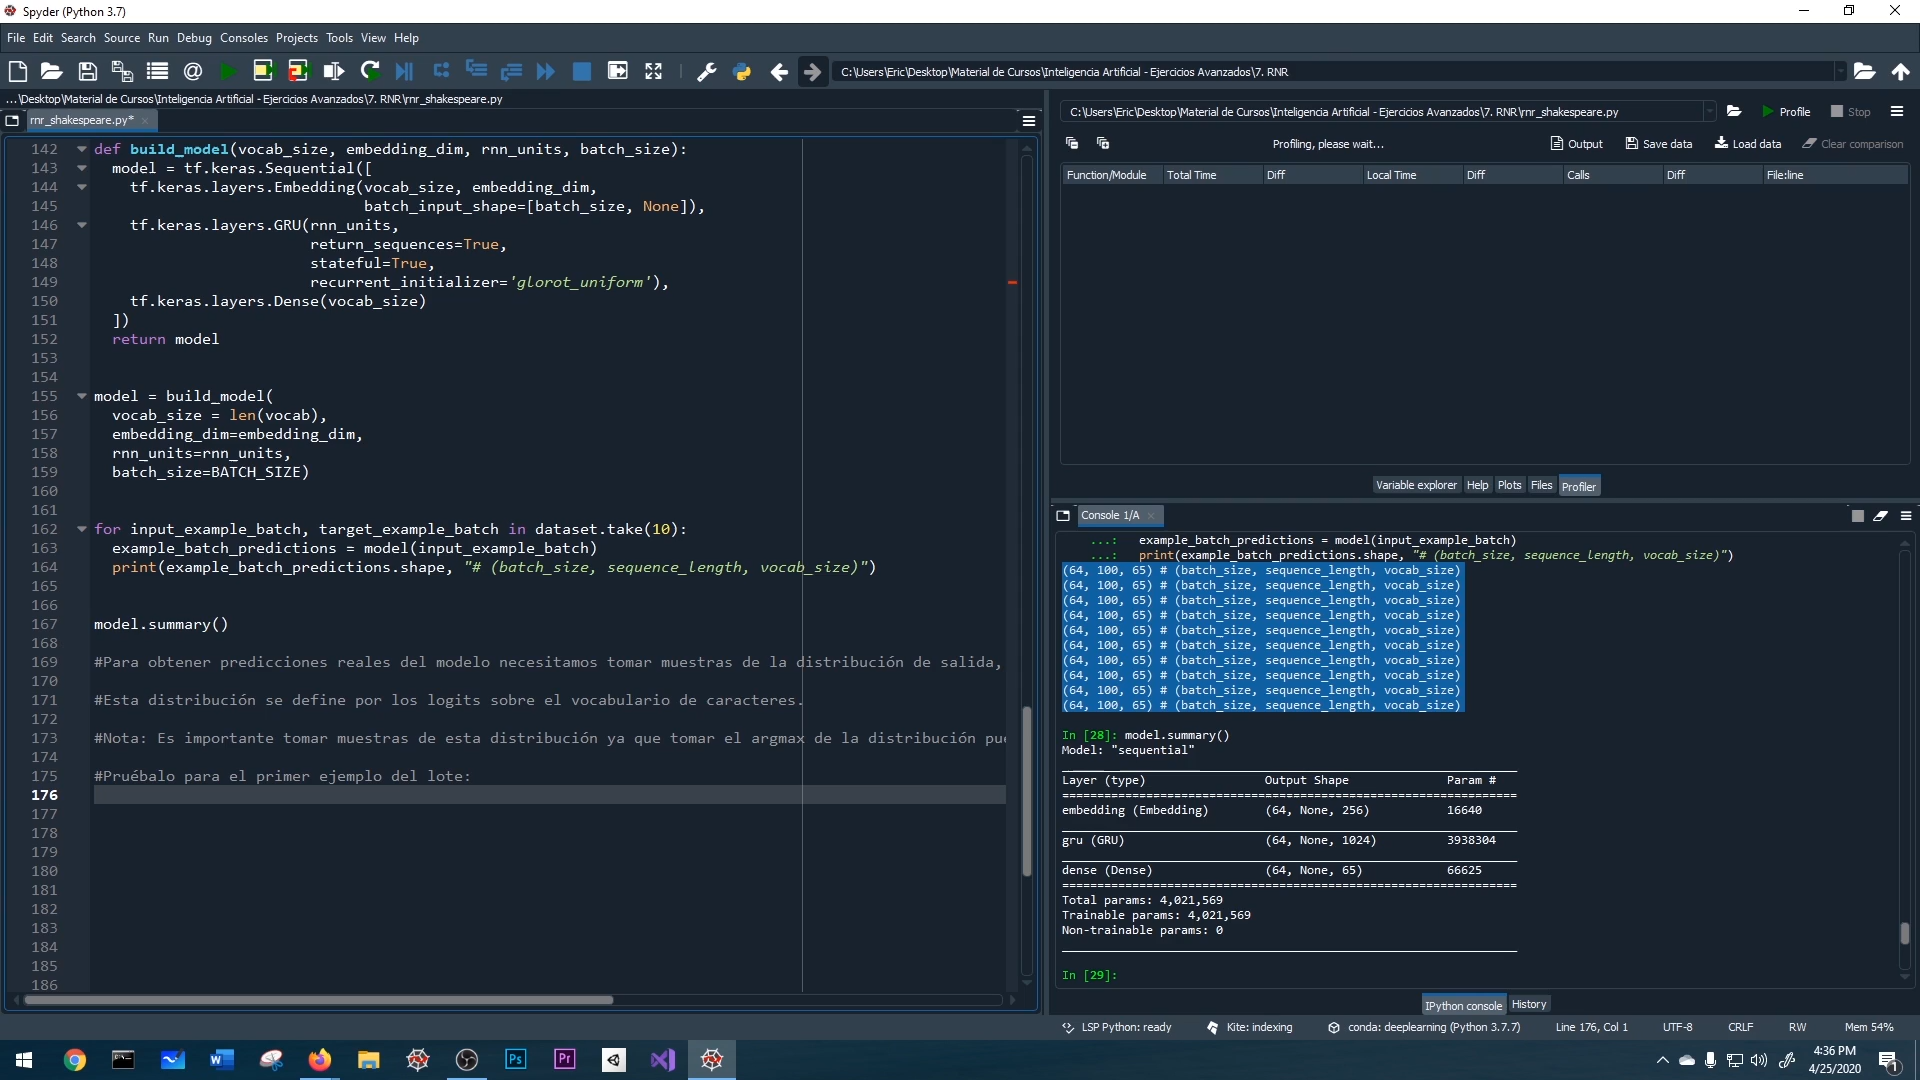 Spyder (Python 3.7)
File Edit Search Source Run Debug Consoles Projects Tools View Help
C:\Users\Eric\Desktop\Material de Cursos\Inteligencia Artificial - Ejercicios Avanzados\7. RNR
...\Desktop\Material de Cursos\Inteligencia Artificial - Ejercicios Avanzados\7. RNR\rnr_shakespeare.py
rnr_shakespeare.py*
142 def build_model(vocab_size, embedding_dim, rnn_units, batch_size):
143 model = tf.keras.Sequential([
144 tf.keras.layers.Embedding(vocab_size, embedding_dim,
145 batch_input_shape=[batch_size, None]),
146 tf.keras.layers.GRU(rnn_units,
147 return_sequences=True,
148 stateful=True,
149 recurrent_initializer='glorot_uniform'),
150 tf.keras.layers.Dense(vocab_size)
151 ])
152 return model
153
154
155 model = build_model(
156 vocab_size = len(vocab),
157 embedding_dim=embedding_dim,
158 rnn_units=rnn_units,
159 batch_size=BATCH_SIZE)
160
161
162 for input_example_batch, target_example_batch in dataset.take(10):
163 example_batch_predictions = model(input_example_batch)
164 print(example_batch_predictions.shape, "# (batch_size, sequence_length, vocab_size)")
165
166
167 model.summary()
168
169 #Para obtener predicciones reales del modelo necesitamos tomar muestras de la distribución de salida,
170
171 #Esta distribución se define por los logits sobre el vocabulario de caracteres.
172
173 #Nota: Es importante tomar muestras de esta distribución ya que tomar el argmax de la distribución pue
174
175 #Pruébalo para el primer ejemplo del lote:
176
177
178
179
180
181
182
183
184
185
186
C:\Users\Eric\Desktop\Material de Cursos\Inteligencia Artificial - Ejercicios Avanzados\7. RNR\rnr_shakespeare.py
Profile Stop
Profiling, please wait...
Output Save data Load data Clear comparison
Function/Module Total Time Diff Local Time Diff Calls Diff File:line
Variable explorer Help Plots Files Profiler
Console 1/A
...: example_batch_predictions = model(input_example_batch)
...: print(example_batch_predictions.shape, "# (batch_size, sequence_length, vocab_size)")
(64, 100, 65) # (batch_size, sequence_length, vocab_size)
(64, 100, 65) # (batch_size, sequence_length, vocab_size)
(64, 100, 65) # (batch_size, sequence_length, vocab_size)
(64, 100, 65) # (batch_size, sequence_length, vocab_size)
(64, 100, 65) # (batch_size, sequence_length, vocab_size)
(64, 100, 65) # (batch_size, sequence_length, vocab_size)
(64, 100, 65) # (batch_size, sequence_length, vocab_size)
(64, 100, 65) # (batch_size, sequence_length, vocab_size)
(64, 100, 65) # (batch_size, sequence_length, vocab_size)
(64, 100, 65) # (batch_size, sequence_length, vocab_size)
In [28]: model.summary()
Model: "sequential"
Layer (type) Output Shape Param #
embedding (Embedding) (64, None, 256) 16640
gru (GRU) (64, None, 1024) 3938304
dense (Dense) (64, None, 65) 66625
Total params: 4,021,569
Trainable params: 4,021,569
Non-trainable params: 0
In [29]:
IPython console History
LSP Python: ready Kite: indexing conda: deeplearning (Python 3.7.7) Line 176, Col 1 UTF-8 CRLF RW Mem 54%
Ps Pr
4:36 PM
4/25/2020
1